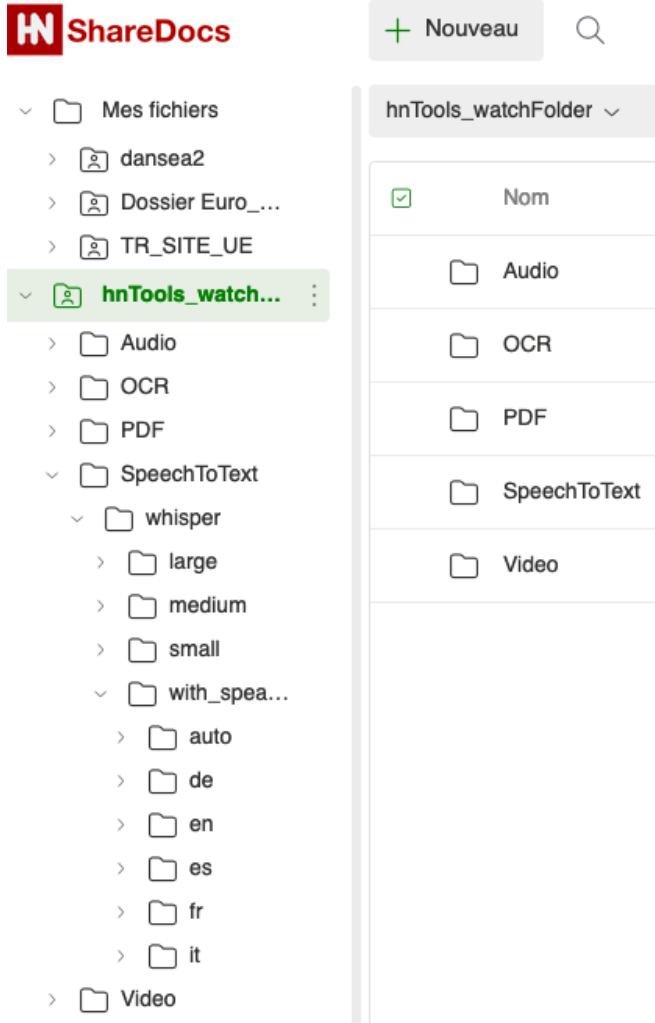 HN ShareDocs
Nouveau
Mes fichiers
dansea2
Dossier Euro_...
TR_SITE_UE
hnTools_watch...
Audio
OCR
PDF
SpeechToText
whisper
large
medium
small
with_spea...
auto
de
en
es
fr
it
Video
hnTools_watchFolder
Nom
Audio
OCR
PDF
SpeechToText
Video